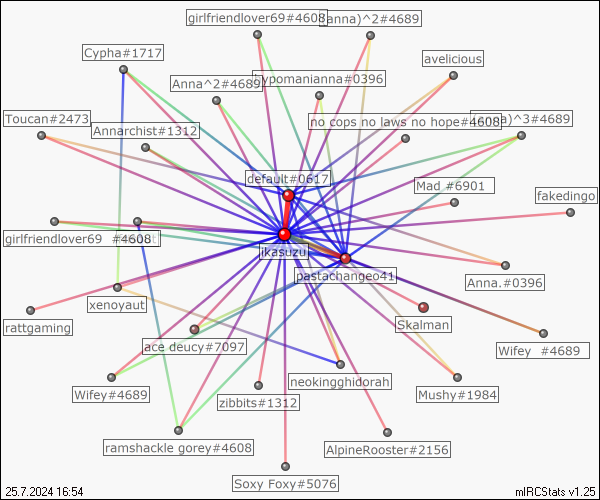 girlfriendlover69#4608
anna)^2#4689
Cypha#1717
avelicious
Anna^2#4689
hypomanianna#0396
Toucan#2473
Annarchist#1312
no cops no laws no hope#4608
)^3#4689
default#0617
Mad.#6901
fakedingo
girlfriendlover69 #4608
ikasuzu
pastachangeo41
Anna.#0396
xenoyaut
rattgaming
Skalman
ace deucy#7097
Wifey #4689
neokingghidorah
Wifey#4689
zibbits#1312
Mushy#1984
ramshackle gorey#4608
AlpineRooster#2156
Soxy Foxy#5076
25.7.2024 16:54
mIRCStats v1.25